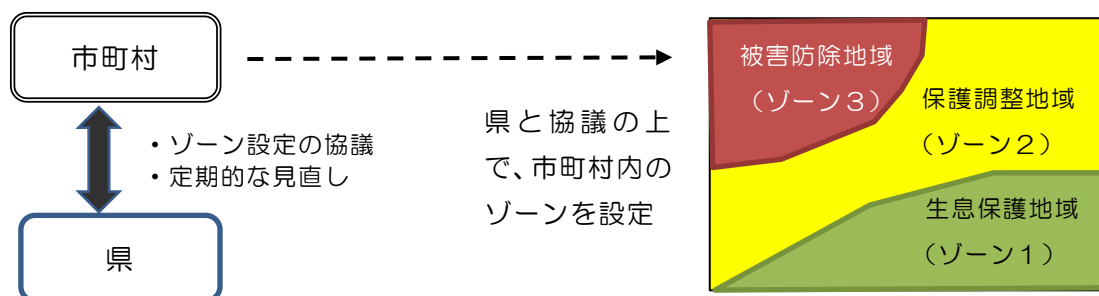 市町村
・ゾーン設定の協議
・定期的な見直し
県
県と協議の上
で、市町村内の
ゾーンを設定
被害防除地域
（ゾーン３）
保護調整地域
（ゾーン２）
生息保護地域
（ゾーン１）